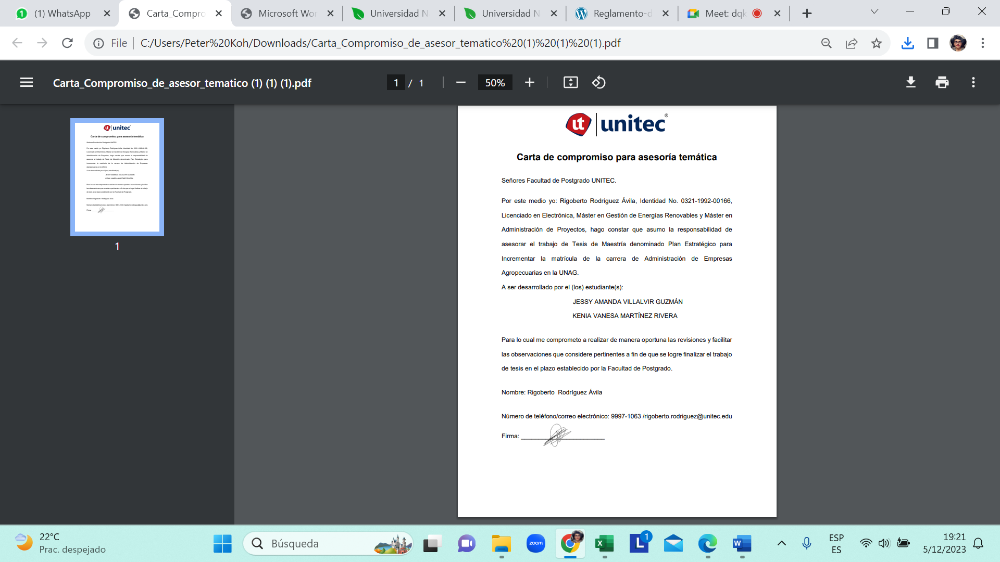 (1) WhatsApp
Carta_Compro
Microsoft Wor
Universidad N
Universidad N
Reglamento-d
Meet: dqk
File
C:/Users/Peter%20Koh/Downloads/Carta_Compromiso_de_asesor_tematico%20(1)%20(1)%20(1).pdf
Carta_Compromiso_de_asesor_tematico (1) (1) (1).pdf
1 / 1
50%
1
ut unitec®
Carta de compromiso para asesoría temática
Señores Facultad de Postgrado UNITEC.
Por este medio yo: Rigoberto Rodríguez Ávila, Identidad No. 0321-1992-00166,
Licenciado en Electrónica, Máster en Gestión de Energías Renovables y Máster en
Administración de Proyectos, hago constar que asumo la responsabilidad de
asesorar el trabajo de Tesis de Maestría denominado Plan Estratégico para
Incrementar la matrícula de la carrera de Administración de Empresas
Agropecuarias en la UNAG.
A ser desarrollado por el (los) estudiante(s):
JESSY AMANDA VILLALVIR GUZMÁN
KENIA VANESA MARTÍNEZ RIVERA
Para lo cual me comprometo a realizar de manera oportuna las revisiones y facilitar
las observaciones que considere pertinentes a fin de que se logre finalizar el trabajo
de tesis en el plazo establecido por la Facultad de Postgrado.
Nombre: Rigoberto Rodríguez Ávila
Número de teléfono/correo electrónico: 9997-1063 /rigoberto.rodriguez@unitec.edu
Firma:
22°C
Prac. despejado
Búsqueda
zoom
1
ESP
ES
19:21
5/12/2023